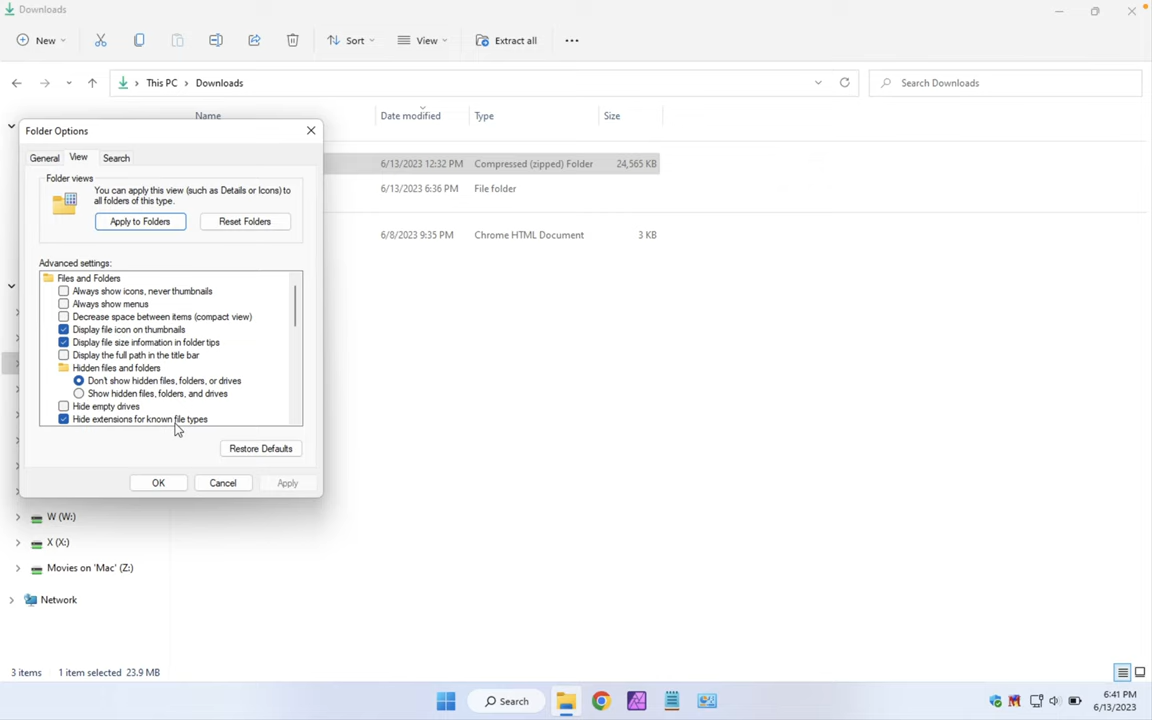 Downloads
New
Sort
View
Extract all
This PC
Downloads
Search Downloads
Name
Date modified
Type
Size
Folder Options
General
View
Search
6/13/2023 12:32 PM
Compressed (zipped) Folder
24,565 KB
6/13/2023 6:36 PM
File folder
6/8/2023 9:35 PM
Chrome HTML Document
3 KB
Folder views
You can apply this view (such as Details or Icons) to
all folders of this type.
Apply to Folders
Reset Folders
Advanced settings:
Files and Folders
Always show icons, never thumbnails
Always show menus
Decrease space between items (compact view)
Display file icon on thumbnails
Display file size information in folder tips
Display the full path in the title bar
Hidden files and folders
Don't show hidden files, folders, or drives
Show hidden files, folders, and drives
Hide empty drives
Hide extensions for known file types
Restore Defaults
OK
Cancel
Apply
W (W:)
X (X:)
Movies on 'Mac' (Z:)
Network
3 items
1 item selected 23.9 MB
Search
6:41 PM
6/13/2023